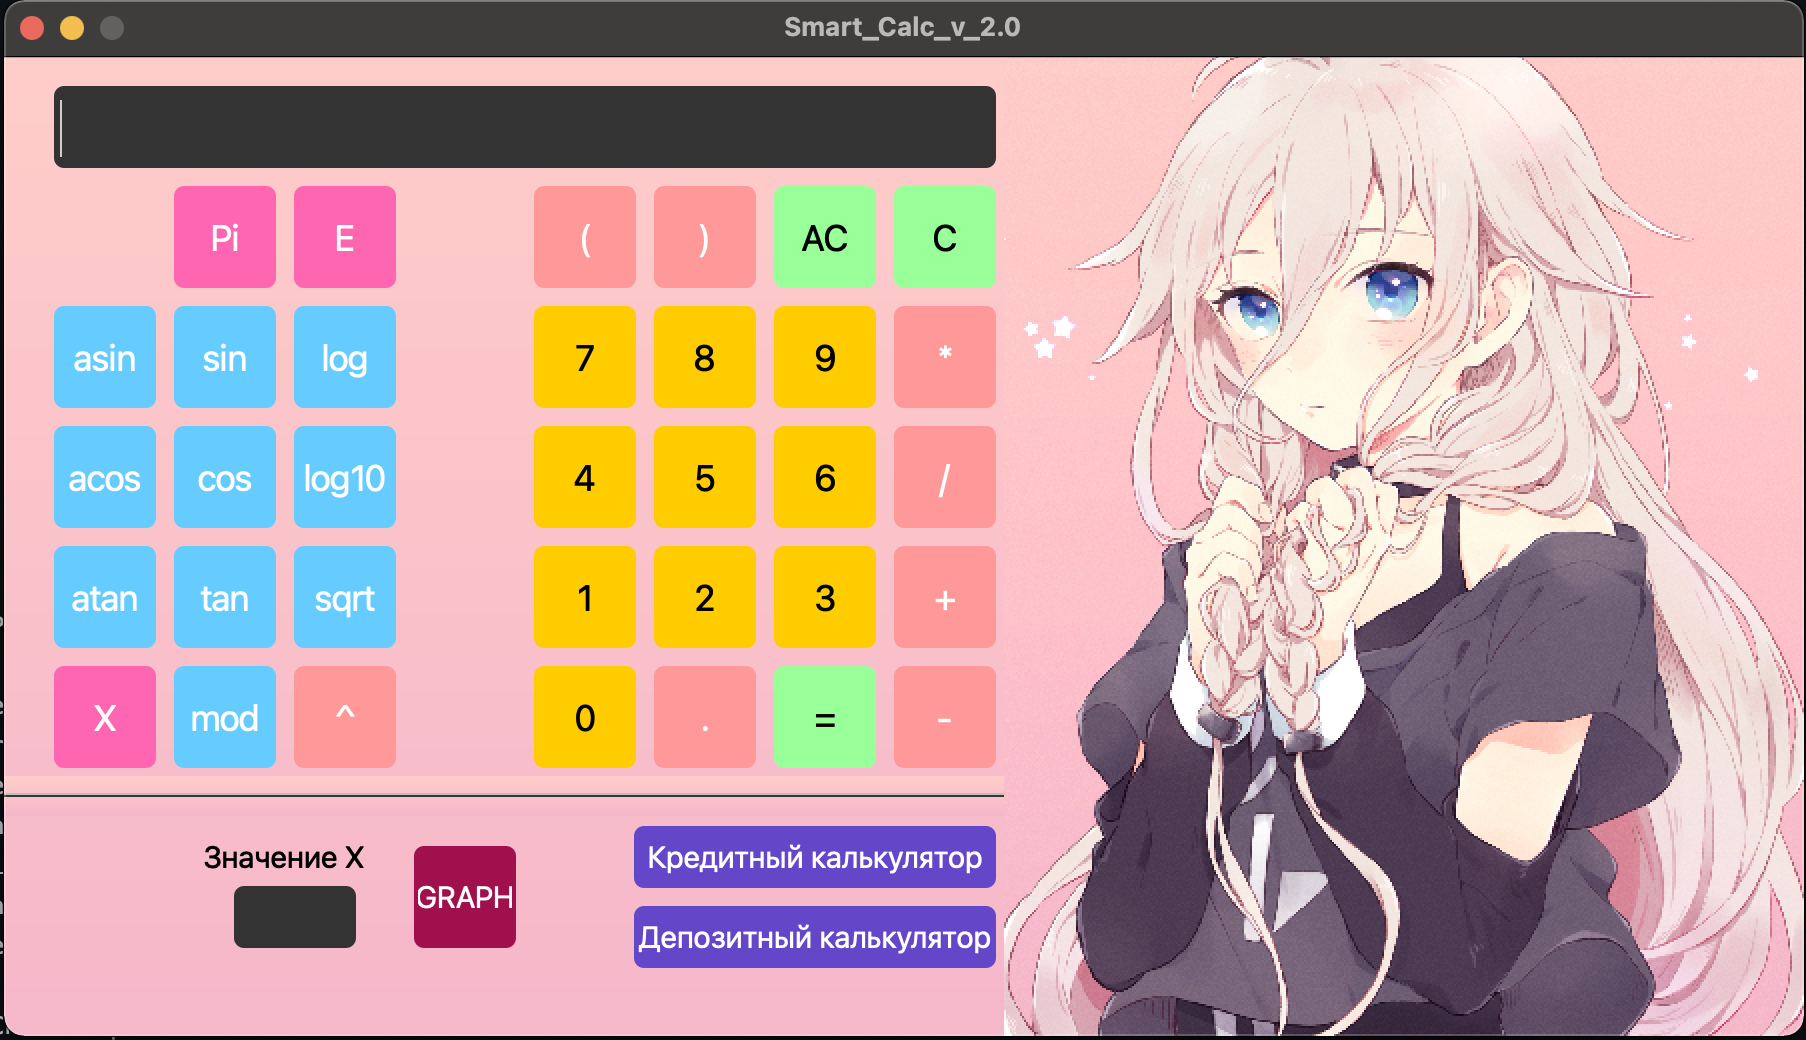 Smart_Calc_v_2.0
Pi E ( ) AC C
asin sin log 7 8 9 *
acos cos log10 4 5 6 /
atan tan sqrt 1 2 3 +
X mod ^ 0 . = -
Значение X
GRAPH
Кредитный калькулятор
Депозитный калькулятор